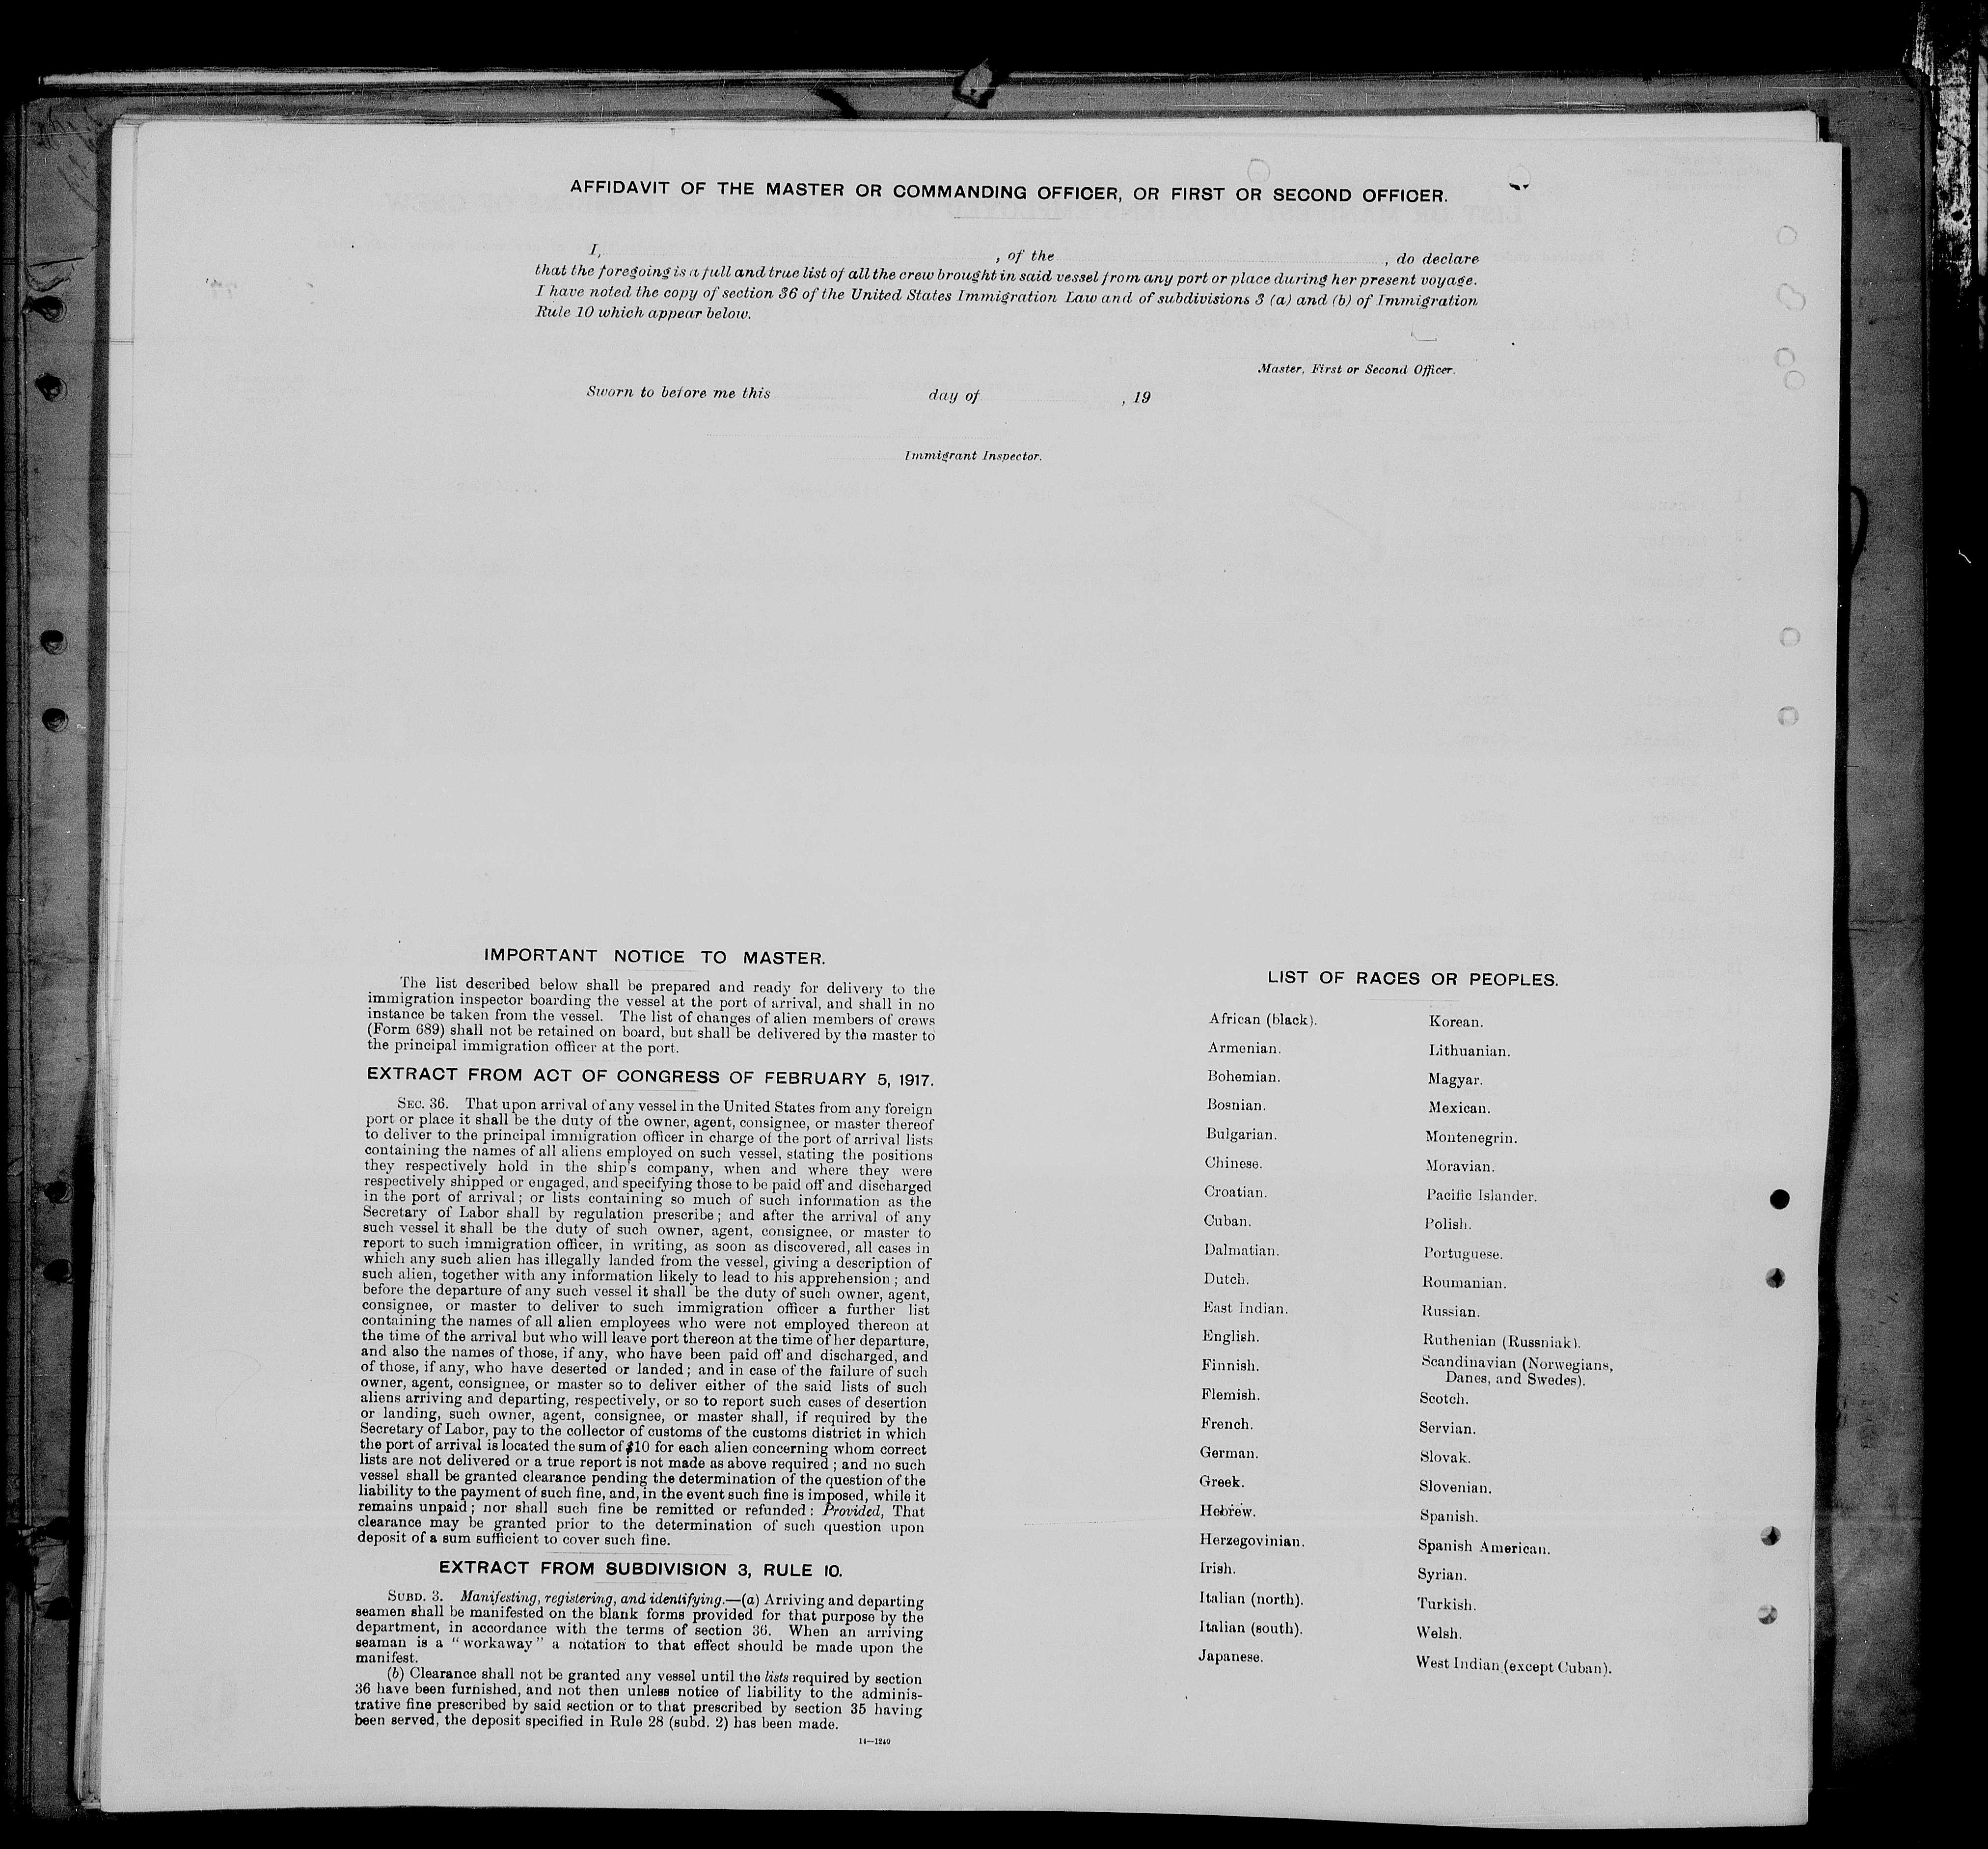 AFFIDAVIT OF THE MASTER OR COMMANDING OFFICER, OR FIRST OR SECOND OFFICER.
I, , of the , do declare
that the foregoing is a full and true list of all the crew brought in said vessel from any port or place during her present voyage.
I have noted the copy of section 36 of the United States Immigration Law and of subdivisions 3 (a) and (b) of Immigration
Rule 10 which appear below.
Master, First or Second Officer.
Sworn to before me this day of , 19
Immigrant Inspector.
IMPORTANT NOTICE TO MASTER.
The list described below shall be prepared and ready for delivery to the
immigration inspector boarding the vessel at the port of arrival, and shall in no
instance be taken from the vessel. The list of changes of alien members of crews
(Form 689) shall not be retained on board, but shall be delivered by the master to
the principal immigration officer at the port.
EXTRACT FROM ACT OF CONGRESS OF FEBRUARY 5, 1917.
SEC. 36. That upon arrival of any vessel in the United States from any foreign
port or place it shall be the duty of the owner, agent, consignee, or master thereof
to deliver to the principal immigration officer in charge of the port of arrival lists
containing the names of all aliens employed on such vessel, stating the positions
they respectively hold in the ship's company, when and where they were
respectively shipped or engaged, and specifying those to be paid off and discharged
in the port of arrival; or lists containing so much of such information as the
Secretary of Labor shall by regulation prescribe; and after the arrival of any
such vessel it shall be the duty of such owner, agent, consignee, or master to
report to such immigration officer, in writing, as soon as discovered, all cases in
which any such alien has illegally landed from the vessel, giving a description of
such alien, together with any information likely to lead to his apprehension; and
before the departure of any such vessel it shall be the duty of such owner, agent,
consignee, or master to deliver to such immigration officer a further list
containing the names of all alien employees who were not employed thereon at
the time of the arrival but who will leave port thereon at the time of her departure,
and also the names of those, if any, who have been paid off and discharged, and
of those, if any, who have deserted or landed; and in case of the failure of such
owner, agent, consignee, or master so to deliver either of the said lists of such
aliens arriving and departing, respectively, or so to report such cases of desertion
or landing, such owner, agent, consignee, or master shall, if required by the
Secretary of Labor, pay to the collector of customs of the customs district in which
the port of arrival is located the sum of $10 for each alien concerning whom correct
lists are not delivered or a true report is not made as above required; and no such
vessel shall be granted clearance pending the determination of the question of the
liability to the payment of such fine, and, in the event such fine is imposed, while it
remains unpaid; nor shall such fine be remitted or refunded: Provided, That
clearance may be granted prior to the determination of such question upon
deposit of a sum sufficient to cover such fine.
EXTRACT FROM SUBDIVISION 3, RULE 10.
SUBD. 3. Manifesting, registering, and identifying.—(a) Arriving and departing
seamen shall be manifested on the blank forms provided for that purpose by the
department, in accordance with the terms of section 36. When an arriving
seaman is a "workaway" a notation to that effect should be made upon the
manifest.
(b) Clearance shall not be granted any vessel until the lists required by section
36 have been furnished, and not then unless notice of liability to the adminis-
trative fine prescribed by said section or to that prescribed by section 35 having
been served, the deposit specified in Rule 28 (subd. 2) has been made.
14—1240
LIST OF RACES OR PEOPLES.
African (black).
Armenian.
Bohemian.
Bosnian.
Bulgarian.
Chinese.
Croatian.
Cuban.
Dalmatian.
Dutch.
East Indian.
English.
Finnish.
Flemish.
French.
German.
Greek.
Hebrew.
Herzegovinian.
Irish.
Italian (north).
Italian (south).
Japanese.
Korean.
Lithuanian.
Magyar.
Mexican.
Montenegrin.
Moravian.
Pacific Islander.
Polish.
Portuguese.
Roumanian.
Russian.
Ruthenian (Russniak).
Scandinavian (Norwegians,
Danes, and Swedes).
Scotch.
Servian.
Slovak.
Slovenian.
Spanish.
Spanish American.
Syrian.
Turkish.
Welsh.
West Indian (except Cuban).